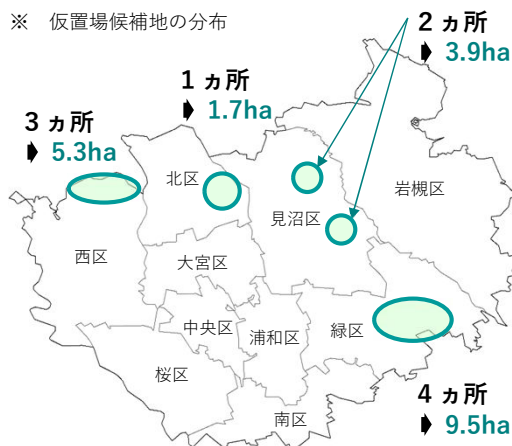 ※ 仮置場候補地の分布
2 ヵ所
➧ 3.9ha
1 ヵ所
➧ 1.7ha
3 ヵ所
➧ 5.3ha
北区
岩槻区
見沼区
西区
大宮区
中央区
浦和区
緑区
桜区
南区
4 ヵ所
➧ 9.5ha